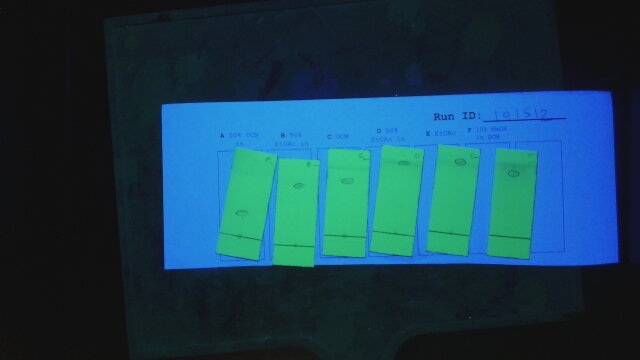 Run ID: 101512
A 50% DCM in
B 50% EtOAc in
C DCM
D 50% EtOAc in
E EtOAc
F 10% MeOH in DCM